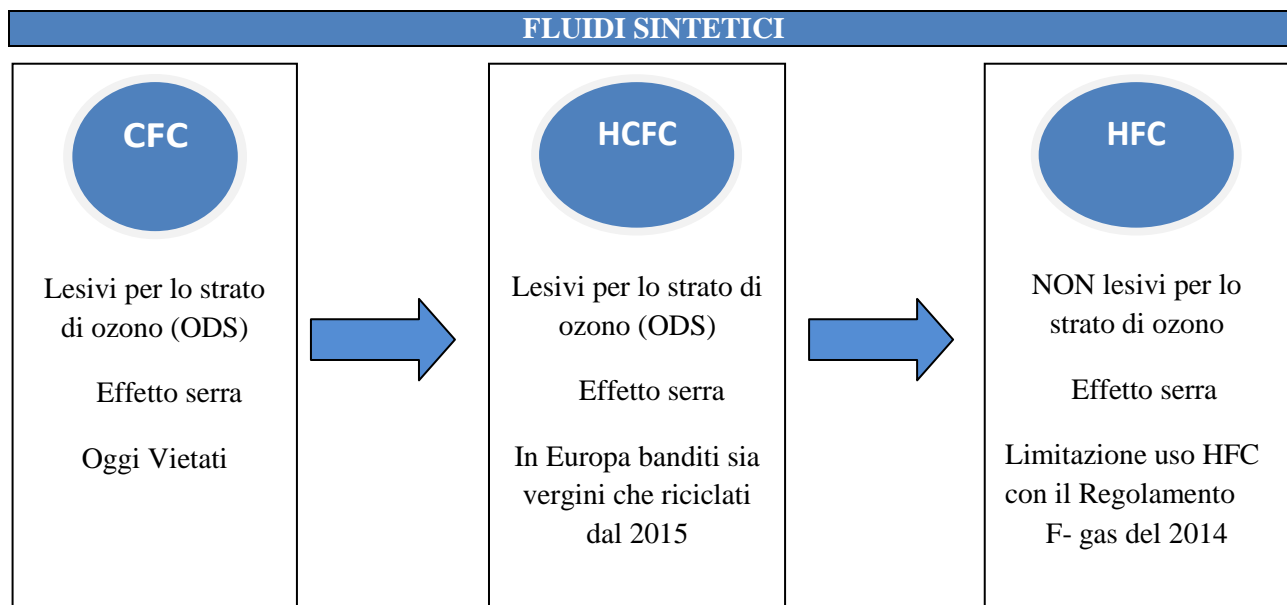 FLUIDI SINTETICI
CFC
Lesivi per lo strato
di ozono (ODS)
Effetto serra
Oggi Vietati
HCFC
Lesivi per lo strato di
ozono (ODS)
Effetto serra
In Europa banditi sia
vergini che riciclati
dal 2015
HFC
NON lesivi per lo
strato di ozono
Effetto serra
Limitazione uso HFC
con il Regolamento
F- gas del 2014